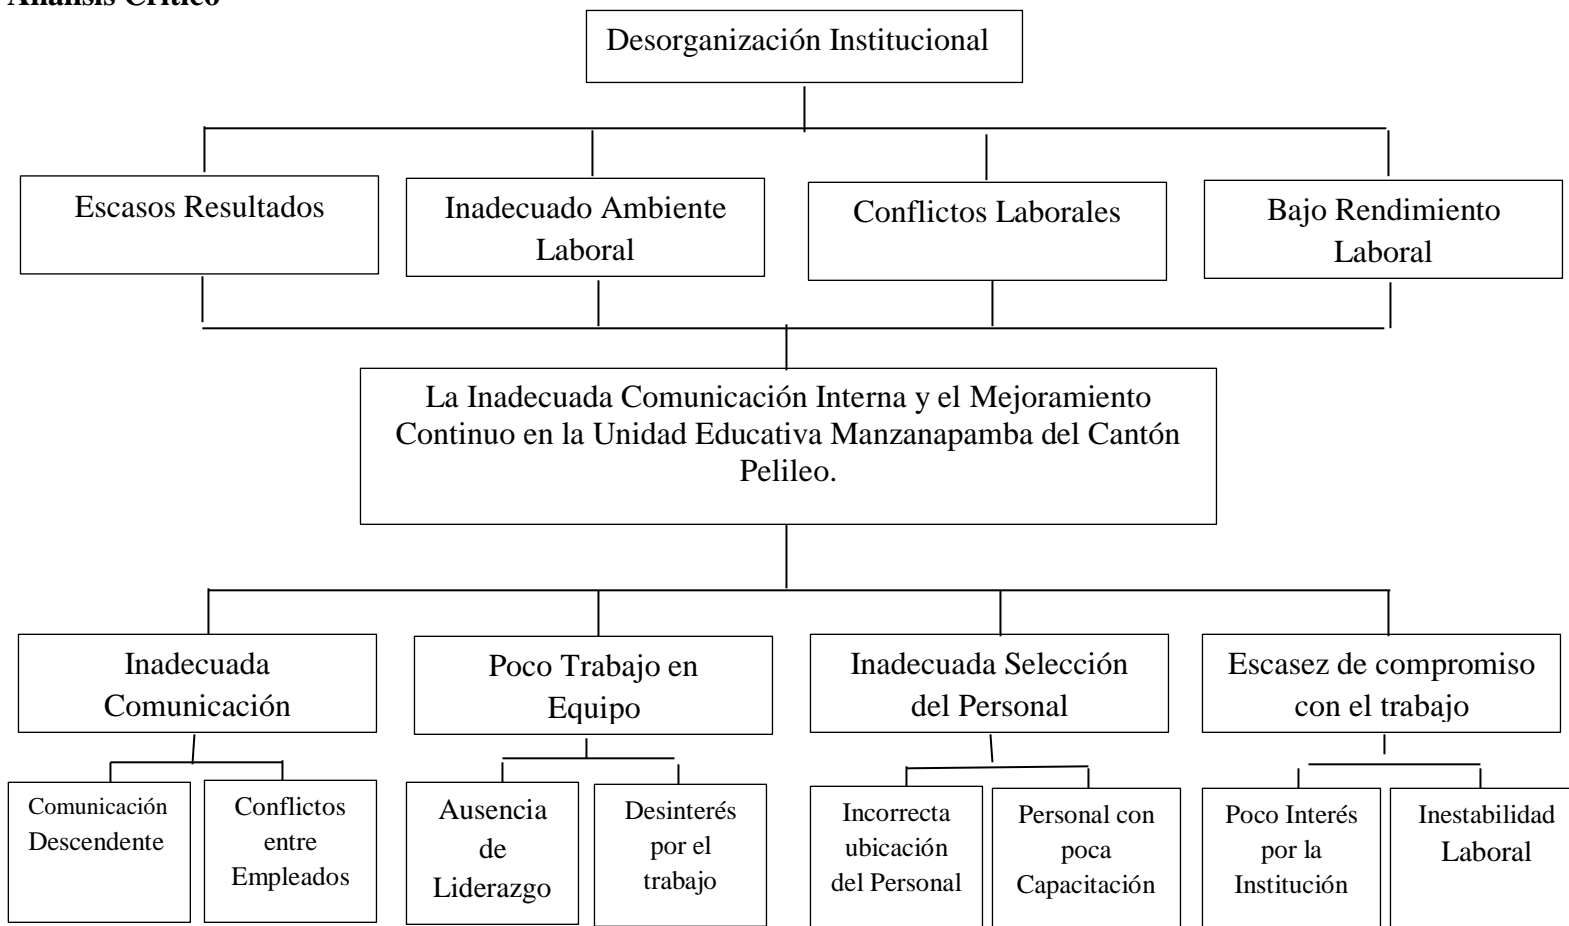 Análisis Crítico
Desorganización Institucional
Escasos Resultados
Inadecuado Ambiente
Laboral
Conflictos Laborales
Bajo Rendimiento
Laboral
La Inadecuada Comunicación Interna y el Mejoramiento
Continuo en la Unidad Educativa Manzanapamba del Cantón
Pelileo.
Inadecuada
Comunicación
Poco Trabajo en
Equipo
Inadecuada Selección
del Personal
Escasez de compromiso
con el trabajo
Comunicación
Descendente
Conflictos
entre
Empleados
Ausencia
de
Liderazgo
Desinterés
por el
trabajo
Incorrecta
ubicación
del Personal
Personal con
poca
Capacitación
Poco Interés
por la
Institución
Inestabilidad
Laboral